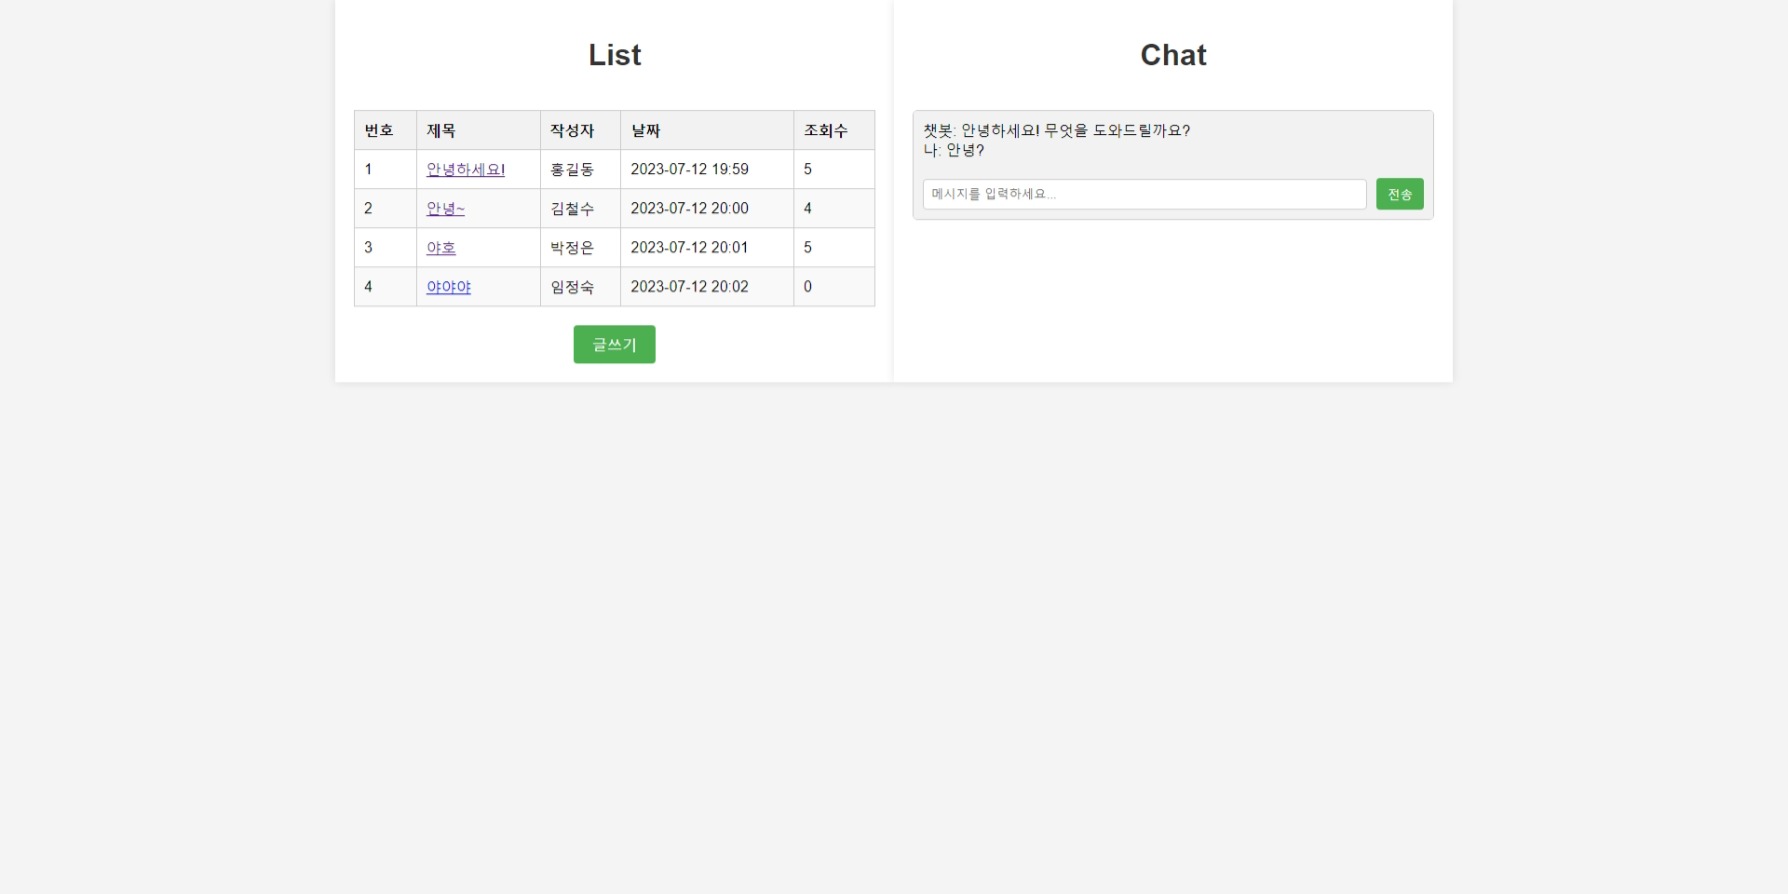 List
번호 제목 작성자 날짜 조회수
1 안녕하세요! 홍길동 2023-07-12 19:59 5
2 안녕~ 김철수 2023-07-12 20:00 4
3 야호 박정은 2023-07-12 20:01 5
4 야야야 임정숙 2023-07-12 20:02 0
글쓰기
Chat
챗봇: 안녕하세요! 무엇을 도와드릴까요?
나: 안녕?
메시지를 입력하세요... 전송